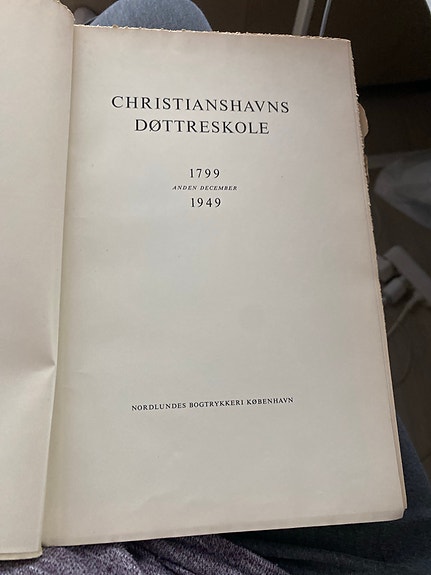 CHRISTIANSHAVNS
DØTTRESKOLE
1799
ANDEN DECEMBER
1949
NORDLUNDES BOGTRYKKERI KØBENHAVN